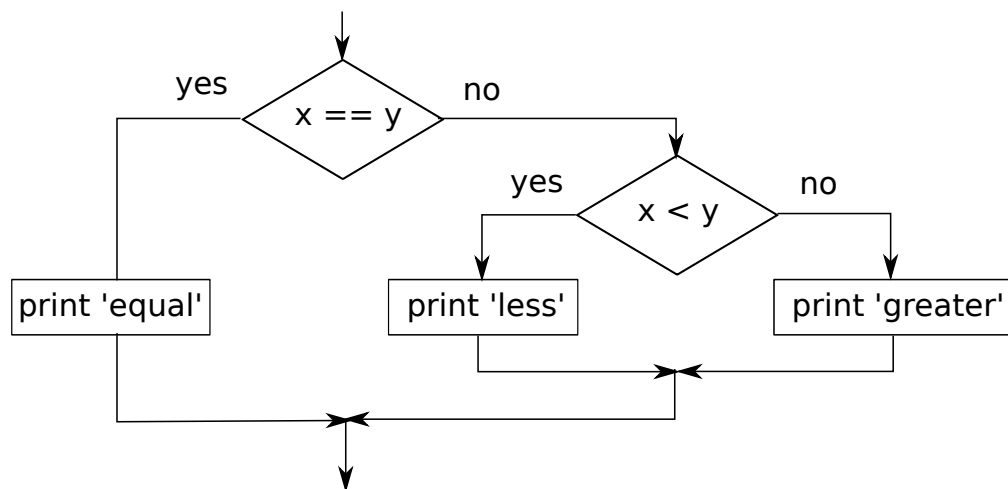 yes
x == y
no
yes
x < y
no
print 'equal'
print 'less'
print 'greater'